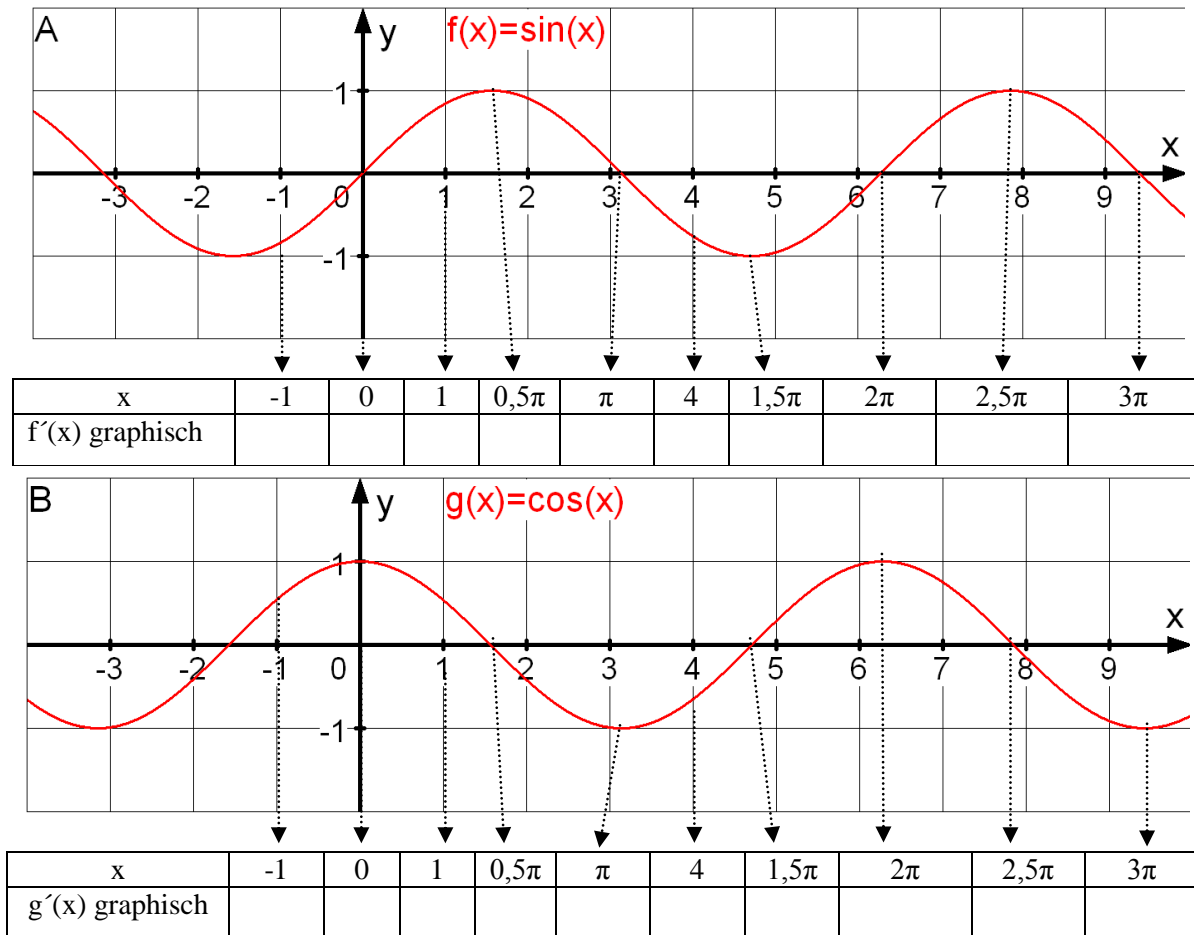 A y f(x)=sin(x)
1
x
-3 -2 -1 0 1 2 3 4 5 6 7 8 9
-1
x -1 0 1 0,5π π 4 1,5π 2π 2,5π 3π
f´(x) graphisch
B y g(x)=cos(x)
1
x
-3 -2 -1 0 1 2 3 4 5 6 7 8 9
-1
x -1 0 1 0,5π π 4 1,5π 2π 2,5π 3π
g´(x) graphisch